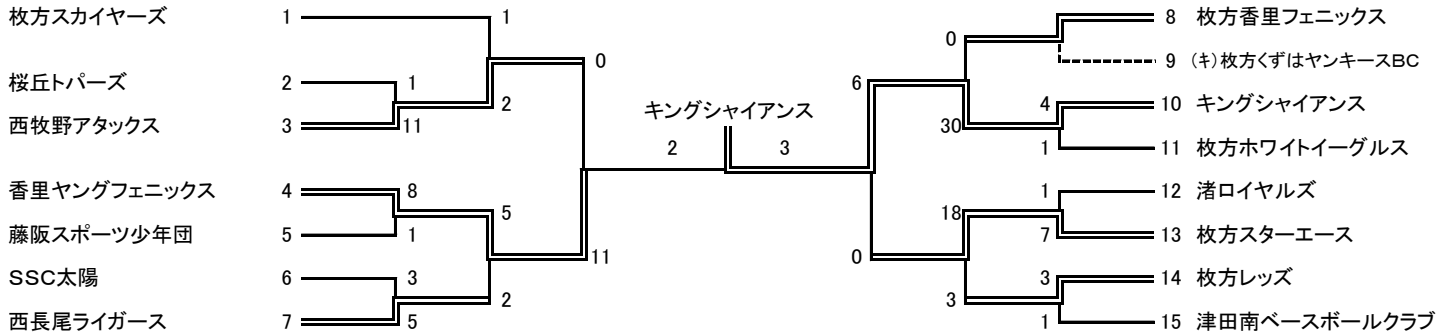 枚方スカイヤーズ 1 1
桜丘トパーズ 2 1
西牧野アタックス 3 11
2
0
香里ヤングフェニックス 4 8
藤阪スポーツ少年団 5 1
5
SSC太陽 6 3
西長尾ライガース 7 5
2
11
キングシャイアンス
2 3
8 枚方香里フェニックス
0
9 (キ)枚方くずはヤンキースBC
6
4 10 キングシャイアンス
30
1 11 枚方ホワイトイーグルス
1 12 渚ロイヤルズ
18
7 13 枚方スターエース
0
3 14 枚方レッズ
3
1 15 津田南ベースボールクラブ